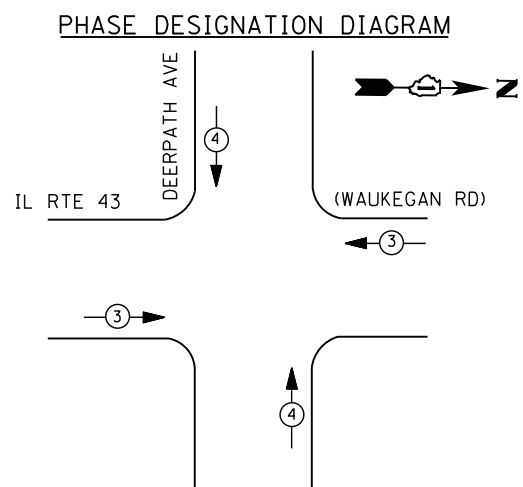 PHASE DESIGNATION DIAGRAM
DEERPATH AVE
N
4
IL RTE 43
(WAUKEGAN RD)
3
3
4